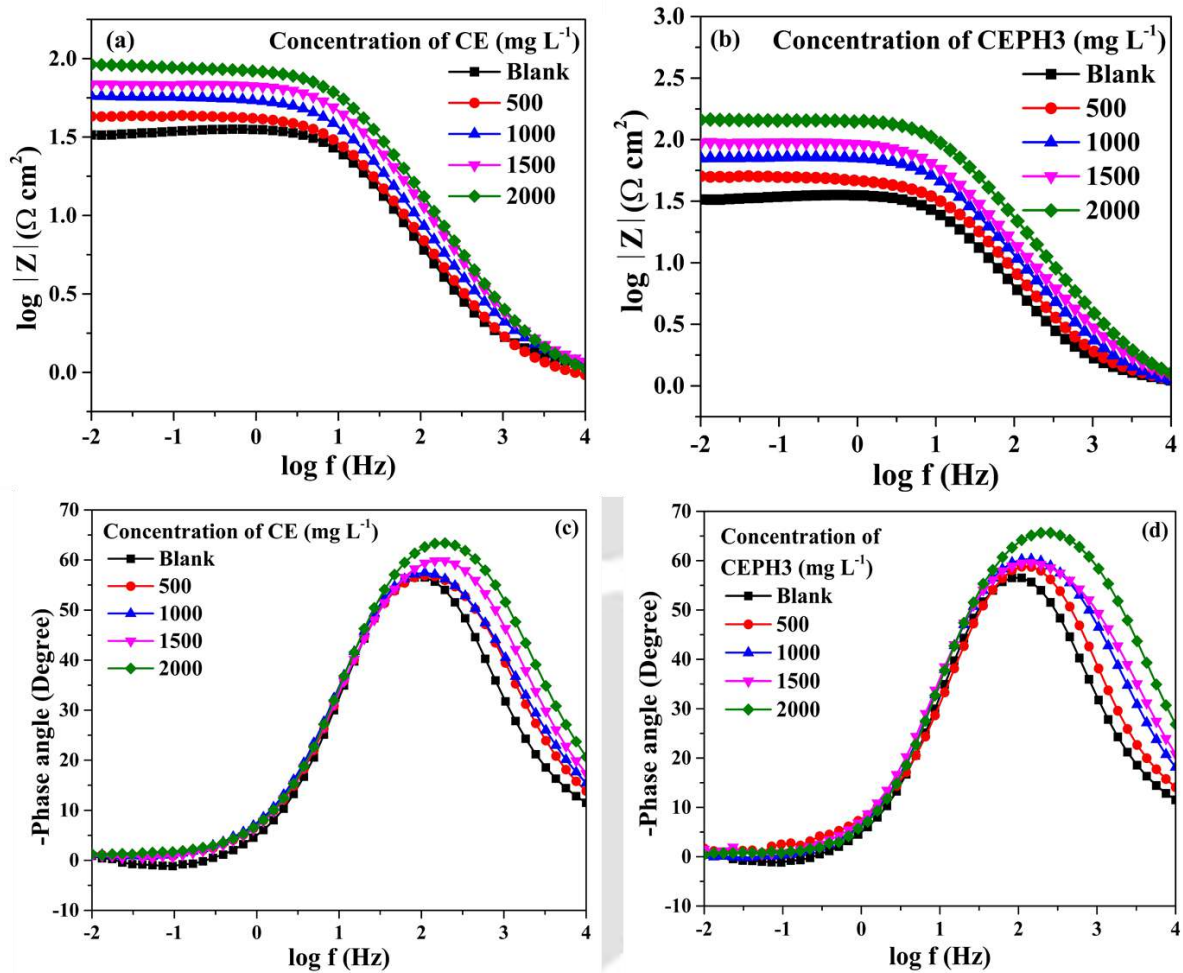 (a)
Concentration of CE (mg L⁻¹)
Blank
500
1000
1500
2000
2.0
1.5
1.0
0.5
0.0
log |Z| (Ω cm²)
-2 -1 0 1 2 3 4
log f (Hz)
(b)
Concentration of CEPH3 (mg L⁻¹)
Blank
500
1000
1500
2000
3.0
2.5
2.0
1.5
1.0
0.5
0.0
log |Z| (Ω cm²)
-2 -1 0 1 2 3 4
log f (Hz)
(c)
Concentration of CE (mg L⁻¹)
Blank
500
1000
1500
2000
70
60
50
40
30
20
10
0
-10
-Phase angle (Degree)
-2 -1 0 1 2 3 4
log f (Hz)
(d)
Concentration of
CEPH3 (mg L⁻¹)
Blank
500
1000
1500
2000
70
60
50
40
30
20
10
0
-10
-Phase angle (Degree)
-2 -1 0 1 2 3 4
log f (Hz)